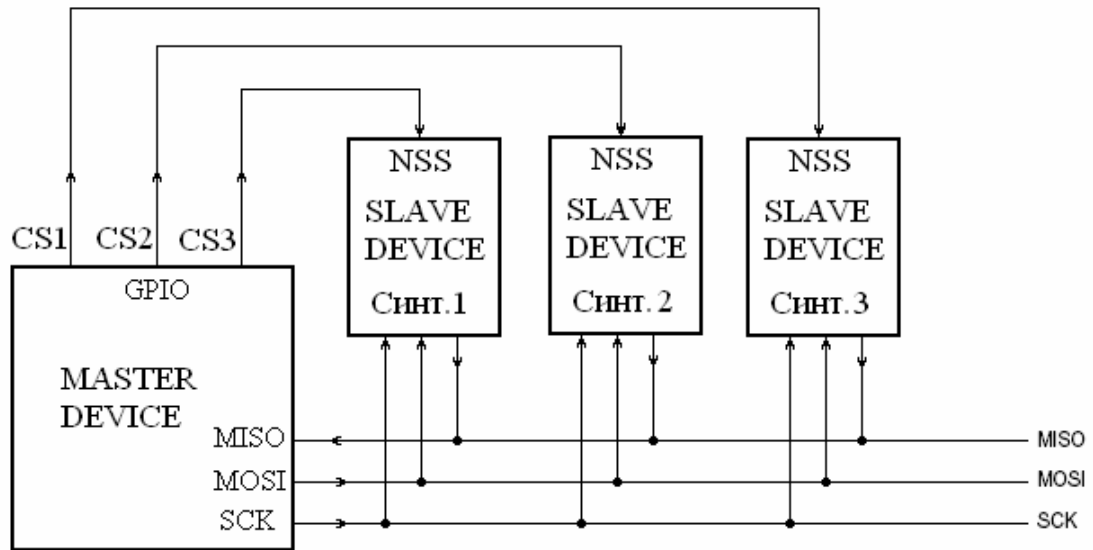 NSS
NSS
NSS
SLAVE
DEVICE
SLAVE
DEVICE
SLAVE
DEVICE
CS1 CS2 CS3
GPIO
Синт.1
Синт. 2
Синт.3
MASTER
DEVICE
MISO
MISO
MOSI
MOSI
SCK
SCK